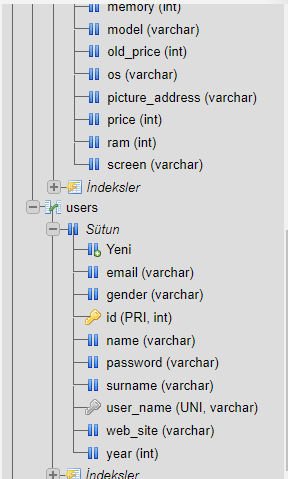 memory (int)
model (varchar)
old_price (int)
os (varchar)
picture_address (varchar)
price (int)
ram (int)
screen (varchar)
İndeksler
users
Sütun
Yeni
email (varchar)
gender (varchar)
id (PRI, int)
name (varchar)
password (varchar)
surname (varchar)
user_name (UNI, varchar)
web_site (varchar)
year (int)
İndeksler